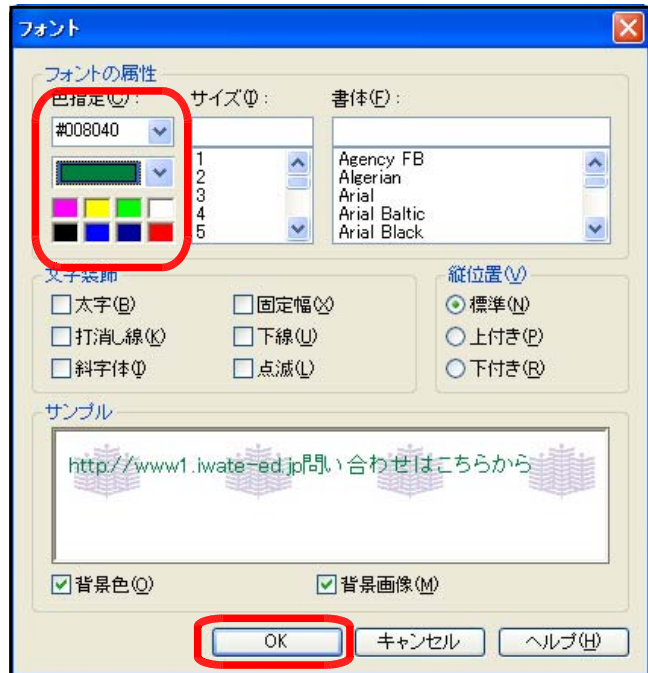 フォント
フォントの属性
色指定(C): サイズ(I): 書体(F):
#008040
1
2
3
4
5
Agency FB
Algerian
Arial
Arial Baltic
Arial Black
文字装飾
太字(B) 固定幅(X)
打消し線(K) 下線(U)
斜字体(I) 点滅(L)
縦位置(V)
標準(N)
上付き(P)
下付き(R)
サンプル
http://www1.iwate-ed.jp問い合わせはこちらから
背景色(O) 背景画像(M)
OK キャンセル ヘルプ(H)